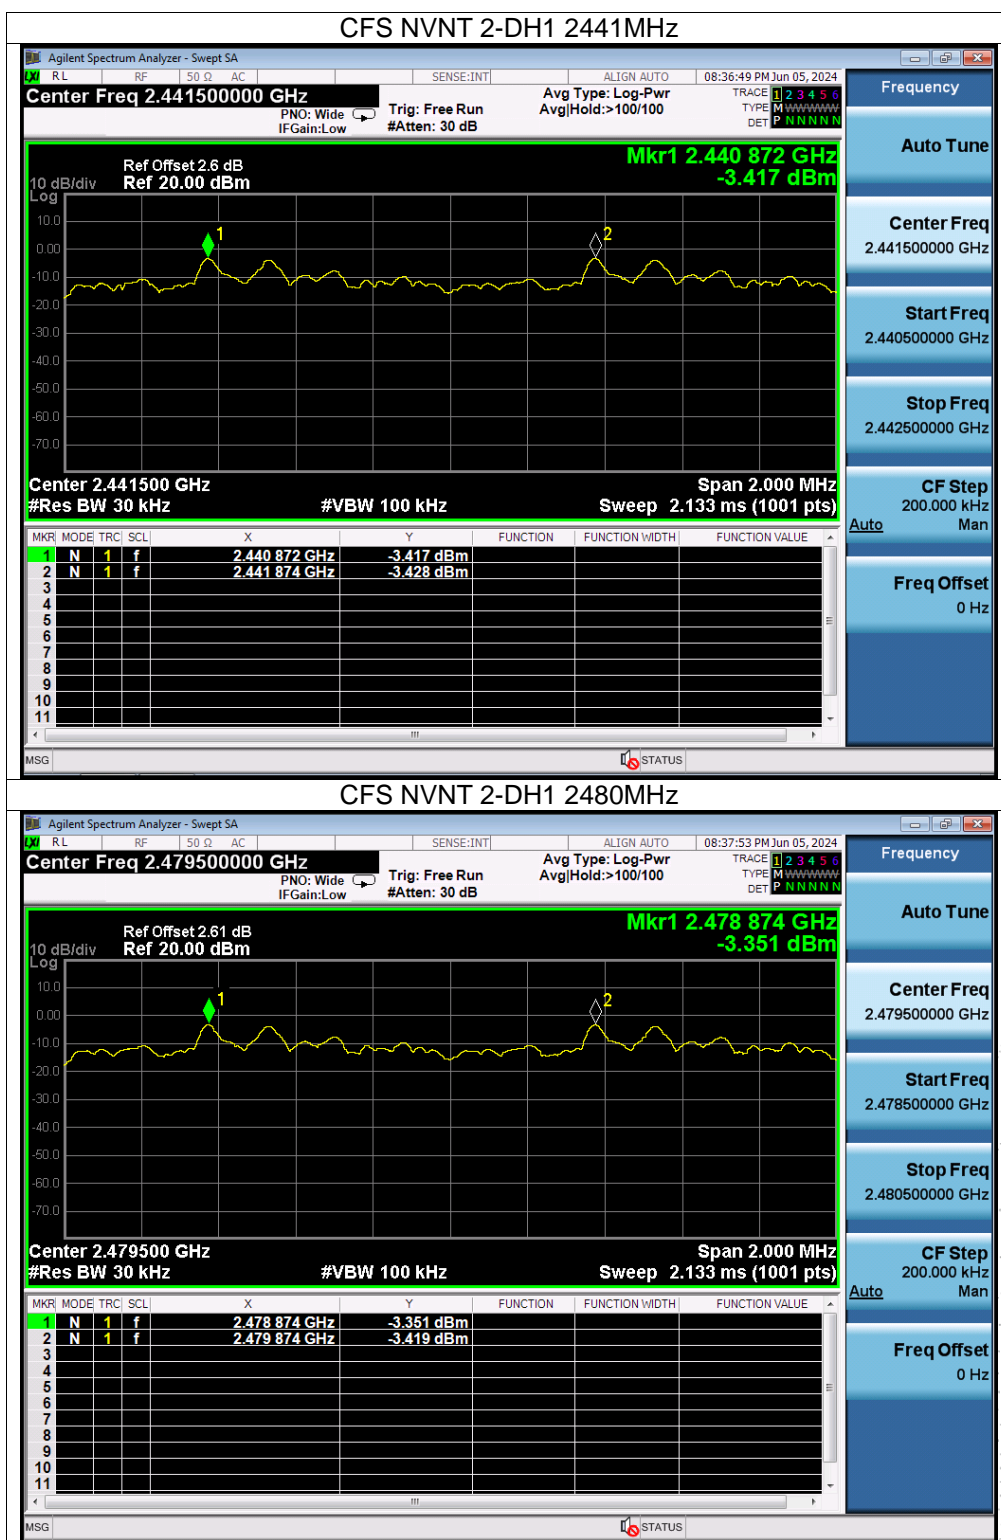 CFS NVNT 2-DH1 2441MHz
Agilent Spectrum Analyzer - Swept SA
LXI RL RF 50 Ω AC SENSE:INT ALIGN AUTO 08:36:49 PM Jun 05, 2024
Center Freq 2.441500000 GHz
PNO: Wide
IFGain:Low
Trig: Free Run
#Atten: 30 dB
Avg Type: Log-Pwr
Avg|Hold:>100/100
TRACE 1 2 3 4 5 6
TYPE M WWWWW
DET P N N N N N
Frequency
Auto Tune
Center Freq
2.441500000 GHz
Start Freq
2.440500000 GHz
Stop Freq
2.442500000 GHz
CF Step
200.000 kHz
Auto Man
Freq Offset
0 Hz
Mkr1 2.440 872 GHz
-3.417 dBm
Ref Offset 2.6 dB
10 dB/div Ref 20.00 dBm
Log
10.0
0.00
-10.0
-20.0
-30.0
-40.0
-50.0
-60.0
-70.0
1
2
Center 2.441500 GHz Span 2.000 MHz
#Res BW 30 kHz #VBW 100 kHz Sweep 2.133 ms (1001 pts)
MKR MODE TRC SCL X Y FUNCTION FUNCTION WIDTH FUNCTION VALUE
1 N 1 f 2.440 872 GHz -3.417 dBm
2 N 1 f 2.441 874 GHz -3.428 dBm
3
4
5
6
7
8
9
10
11
MSG STATUS
CFS NVNT 2-DH1 2480MHz
Agilent Spectrum Analyzer - Swept SA
LXI RL RF 50 Ω AC SENSE:INT ALIGN AUTO 08:37:53 PM Jun 05, 2024
Center Freq 2.479500000 GHz
PNO: Wide
IFGain:Low
Trig: Free Run
#Atten: 30 dB
Avg Type: Log-Pwr
Avg|Hold:>100/100
TRACE 1 2 3 4 5 6
TYPE M WWWWW
DET P N N N N N
Frequency
Auto Tune
Center Freq
2.479500000 GHz
Start Freq
2.478500000 GHz
Stop Freq
2.480500000 GHz
CF Step
200.000 kHz
Auto Man
Freq Offset
0 Hz
Mkr1 2.478 874 GHz
-3.351 dBm
Ref Offset 2.61 dB
10 dB/div Ref 20.00 dBm
Log
10.0
0.00
-10.0
-20.0
-30.0
-40.0
-50.0
-60.0
-70.0
1
2
Center 2.479500 GHz Span 2.000 MHz
#Res BW 30 kHz #VBW 100 kHz Sweep 2.133 ms (1001 pts)
MKR MODE TRC SCL X Y FUNCTION FUNCTION WIDTH FUNCTION VALUE
1 N 1 f 2.478 874 GHz -3.351 dBm
2 N 1 f 2.479 874 GHz -3.419 dBm
3
4
5
6
7
8
9
10
11
MSG STATUS